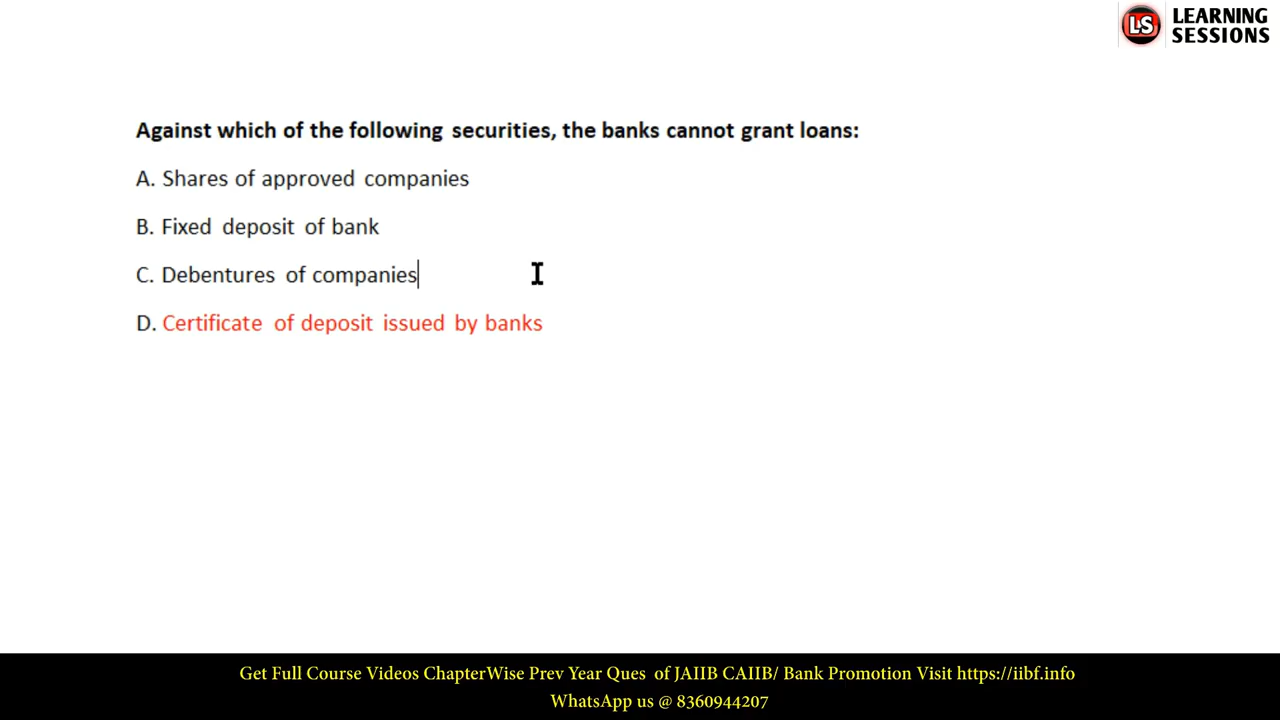 LS LEARNING
SESSIONS
Against which of the following securities, the banks cannot grant loans:
A. Shares of approved companies
B. Fixed deposit of bank
C. Debentures of companies
D. Certificate of deposit issued by banks
Get Full Course Videos ChapterWise Prev Year Ques of JAIIB CAIIB/ Bank Promotion Visit https://iibf.info
WhatsApp us @ 8360944207